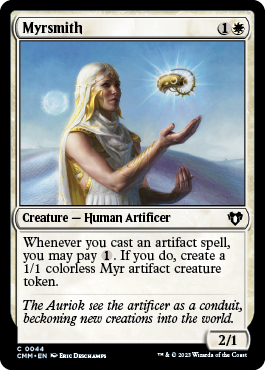 Myrsmith 1
Creature — Human Artificer
Whenever you cast an artifact spell,
you may pay 1. If you do, create a
1/1 colorless Myr artifact creature
token.
The Auriok see the artificer as a conduit,
beckoning new creations into the world.
2/1
C 0044
CMM • EN Eric Deschamps ™ & © 2023 Wizards of the Coast